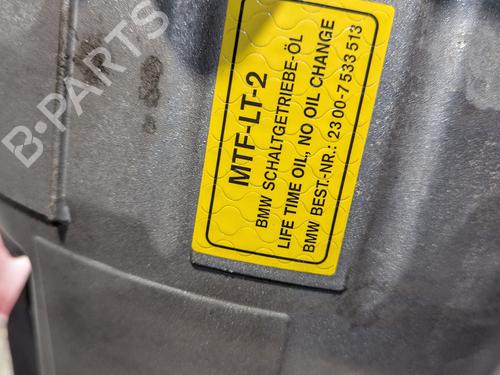 MTF-LT-2
BMW SCHALTGETRIEBE-ÖL
LIFE TIME OIL, NO OIL CHANGE
BMW BEST.-NR.: 23 00-7 533 513
B-PARTS